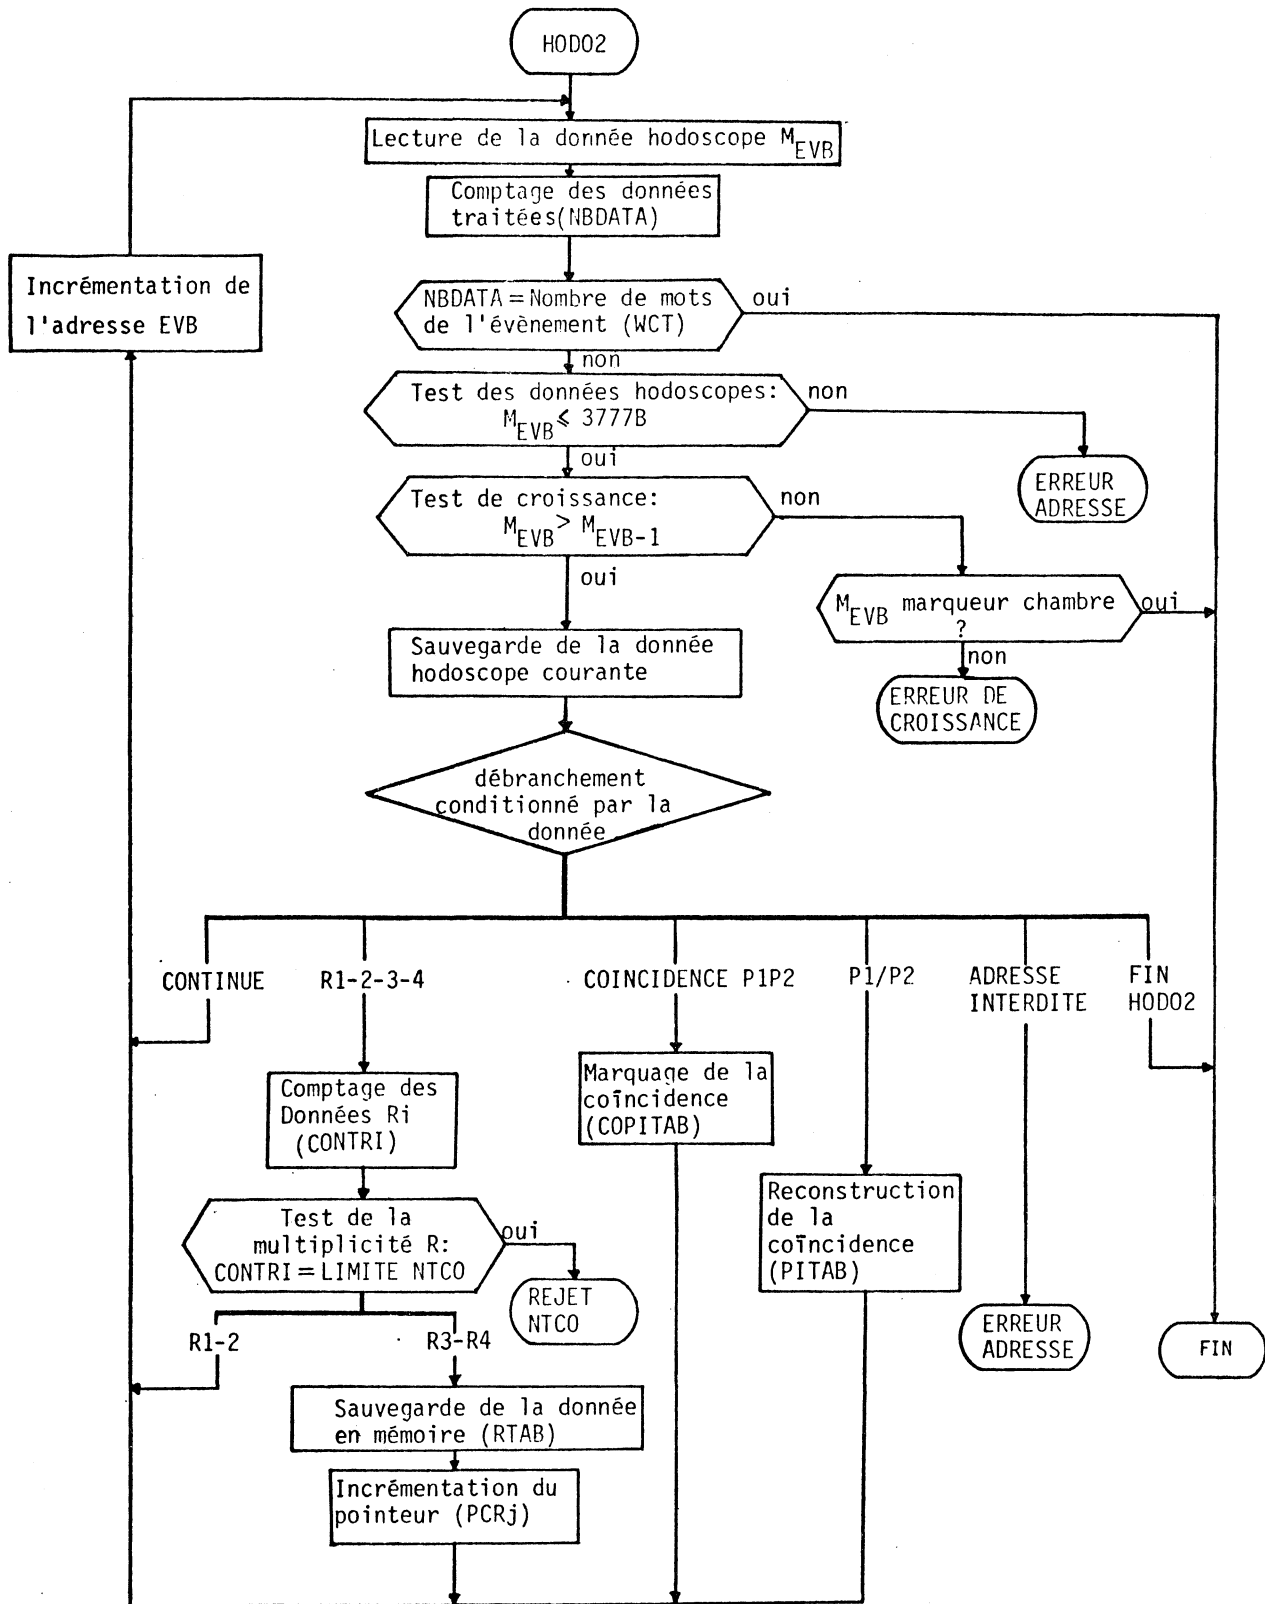 HODO2
Lecture de la donnée hodoscope M_EVB
Comptage des données
traitées(NBDATA)
Incrémentation de
l'adresse EVB
NBDATA = Nombre de mots
de l'évènement (WCT)
oui
non
Test des données hodoscopes:
M_EVB ⩽ 3777B
non
oui
ERREUR
ADRESSE
Test de croissance:
M_EVB > M_EVB-1
non
oui
M_EVB marqueur chambre
?
oui
non
ERREUR DE
CROISSANCE
Sauvegarde de la donnée
hodoscope courante
débranchement
conditionné par la
donnée
CONTINUE
R1-2-3-4
COINCIDENCE P1P2
P1/P2
ADRESSE
INTERDITE
FIN
HODO2
Comptage des
Données Ri
(CONTRI)
Marquage de la
coïncidence
(COPITAB)
Reconstruction
de la
coïncidence
(PITAB)
Test de la
multiplicité R:
CONTRI = LIMITE NTCO
oui
REJET
NTCO
R1-2
R3-R4
ERREUR
ADRESSE
FIN
Sauvegarde de la donnée
en mémoire (RTAB)
Incrémentation du
pointeur (PCRj)